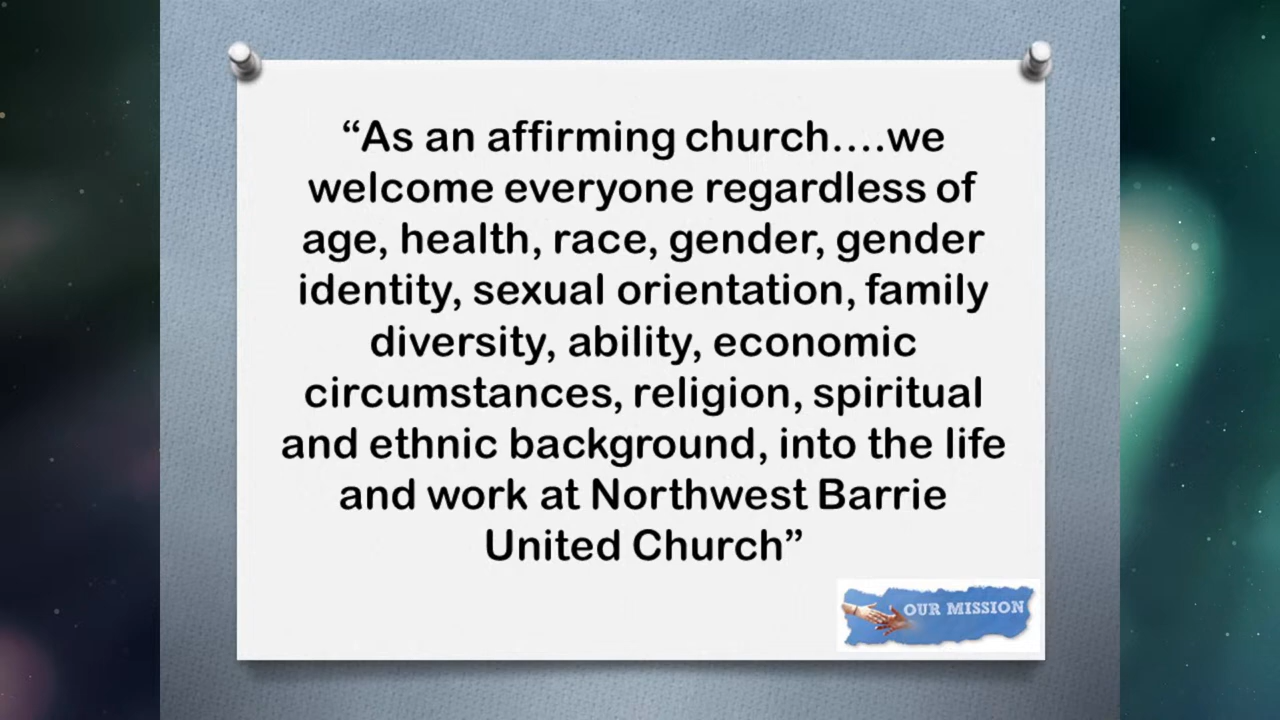 “As an affirming church....we
welcome everyone regardless of
age, health, race, gender, gender
identity, sexual orientation, family
diversity, ability, economic
circumstances, religion, spiritual
and ethnic background, into the life
and work at Northwest Barrie
United Church”
OUR MISSION